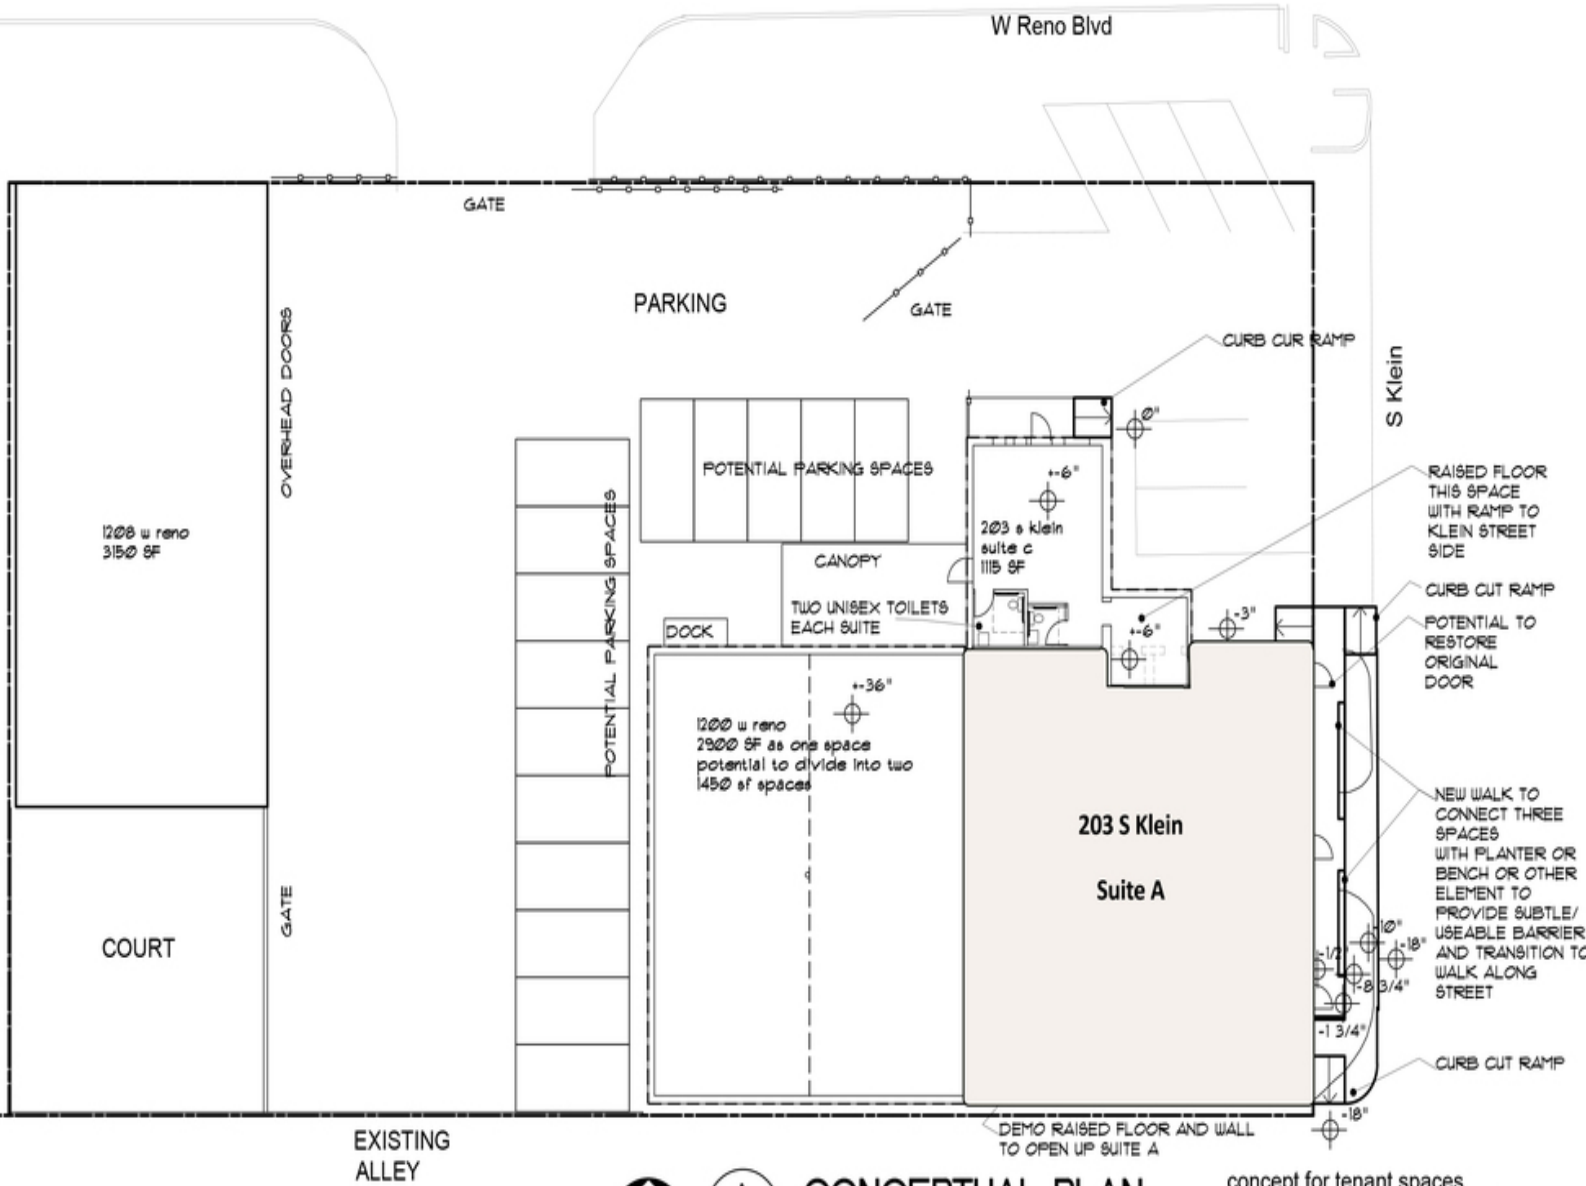 W Reno Blvd
GATE
PARKING
GATE
OVERHEAD DOORS
CURB CUR RAMP
S Klein
0"
POTENTIAL PARKING SPACES
+-6"
RAISED FLOOR
THIS SPACE
WITH RAMP TO
KLEIN STREET
SIDE
1208 w reno
3150 SF
203 s klein
suite c
1115 SF
CANOPY
POTENTIAL PARKING SPACES
TWO UNISEX TOILETS
EACH SUITE
CURB CUT RAMP
DOCK
+-6"
-3"
POTENTIAL TO
RESTORE
ORIGINAL
DOOR
+-36"
1200 w reno
2900 SF as one space
potential to divide into two
1450 sf spaces
203 S Klein
Suite A
NEW WALK TO
CONNECT THREE
SPACES
WITH PLANTER OR
BENCH OR OTHER
ELEMENT TO
PROVIDE SUBTLE/
USEABLE BARRIER
AND TRANSITION TO
WALK ALONG
STREET
GATE
COURT
10"
-18"
-1/2"
-8 3/4"
-1 3/4"
CURB CUT RAMP
-18"
DEMO RAISED FLOOR AND WALL
TO OPEN UP SUITE A
EXISTING
ALLEY
CONCEPTUAL PLAN
concept for tenant spaces